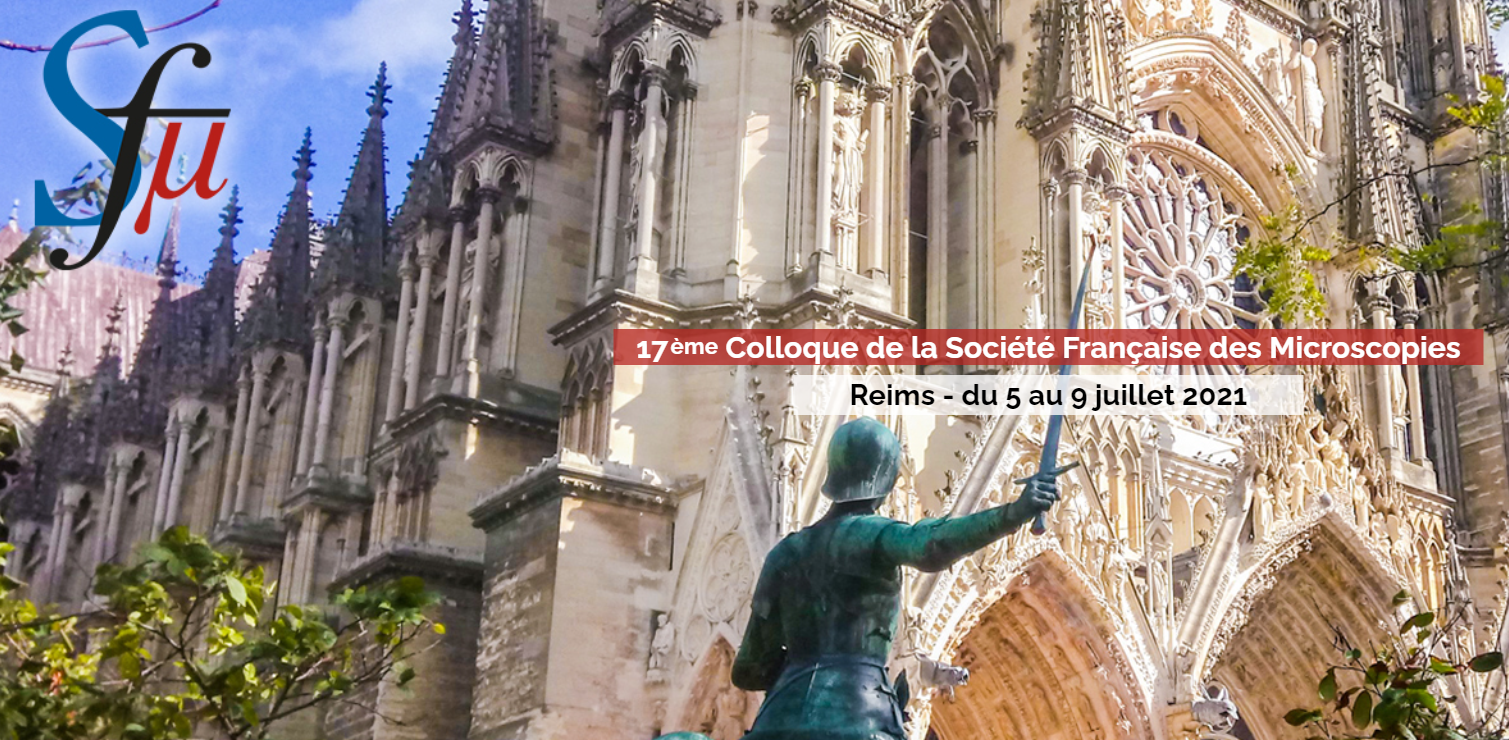 Sfμ
17ème Colloque de la Société Française des Microscopies
Reims - du 5 au 9 juillet 2021